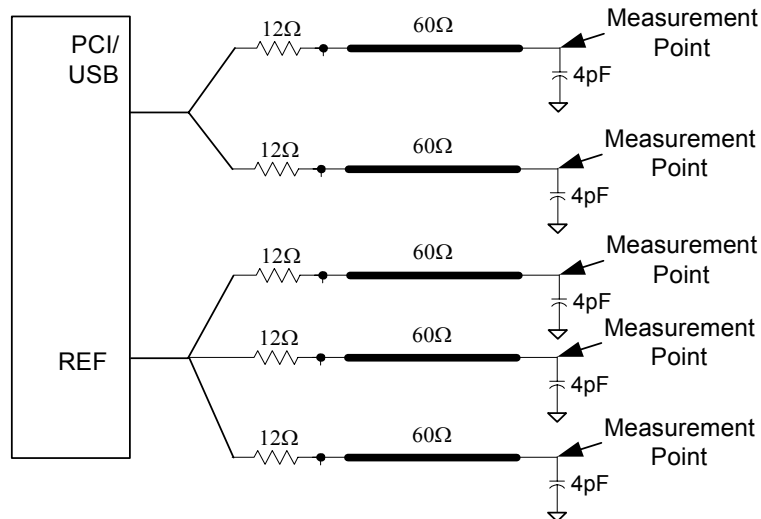 PCI/
USB
12Ω
60Ω
Measurement
Point
4pF
12Ω
60Ω
Measurement
Point
4pF
REF
12Ω
60Ω
Measurement
Point
4pF
12Ω
60Ω
Measurement
Point
4pF
12Ω
60Ω
Measurement
Point
4pF